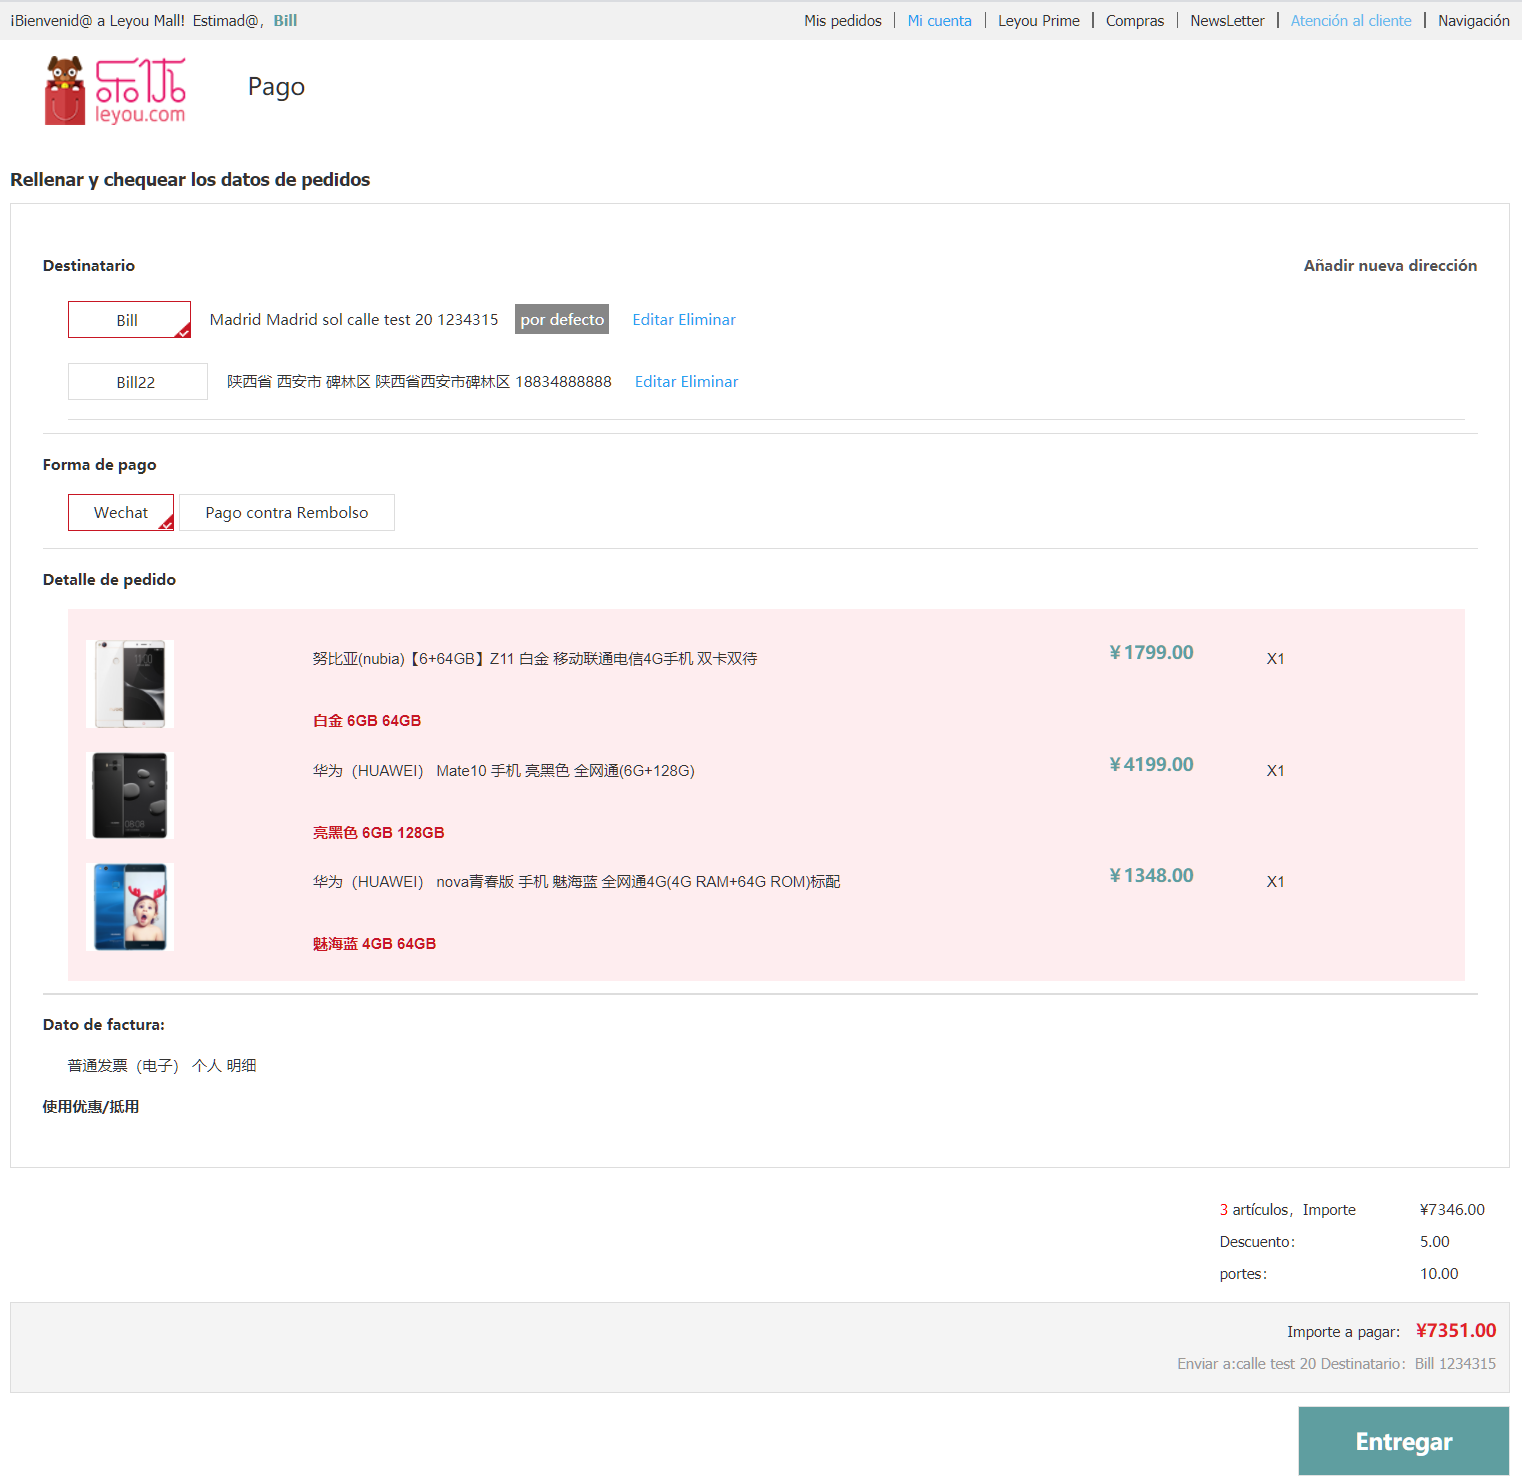 ¡Bienvenid@ a Leyou Mall! Estimad@，Bill
Mis pedidos | Mi cuenta | Leyou Prime | Compras | NewsLetter | Atención al cliente | Navigación
乐优
leyou.com
Pago
Rellenar y chequear los datos de pedidos
Destinatario
Añadir nueva dirección
Bill Madrid Madrid sol calle test 20 1234315 por defecto Editar Eliminar
Bill22 陕西省 西安市 碑林区 陕西省西安市碑林区 18834888888 Editar Eliminar
Forma de pago
Wechat Pago contra Rembolso
Detalle de pedido
努比亚(nubia)【6+64GB】Z11 白金 移动联通电信4G手机 双卡双待 ¥1799.00 X1
白金 6GB 64GB
华为（HUAWEI） Mate10 手机 亮黑色 全网通(6G+128G) ¥4199.00 X1
亮黑色 6GB 128GB
华为（HUAWEI） nova青春版 手机 魅海蓝 全网通4G(4G RAM+64G ROM)标配 ¥1348.00 X1
魅海蓝 4GB 64GB
Dato de factura:
普通发票（电子） 个人 明细
使用优惠/抵用
3 artículos，Importe ¥7346.00
Descuento： 5.00
portes： 10.00
Importe a pagar: ¥7351.00
Enviar a:calle test 20 Destinatario：Bill 1234315
Entregar